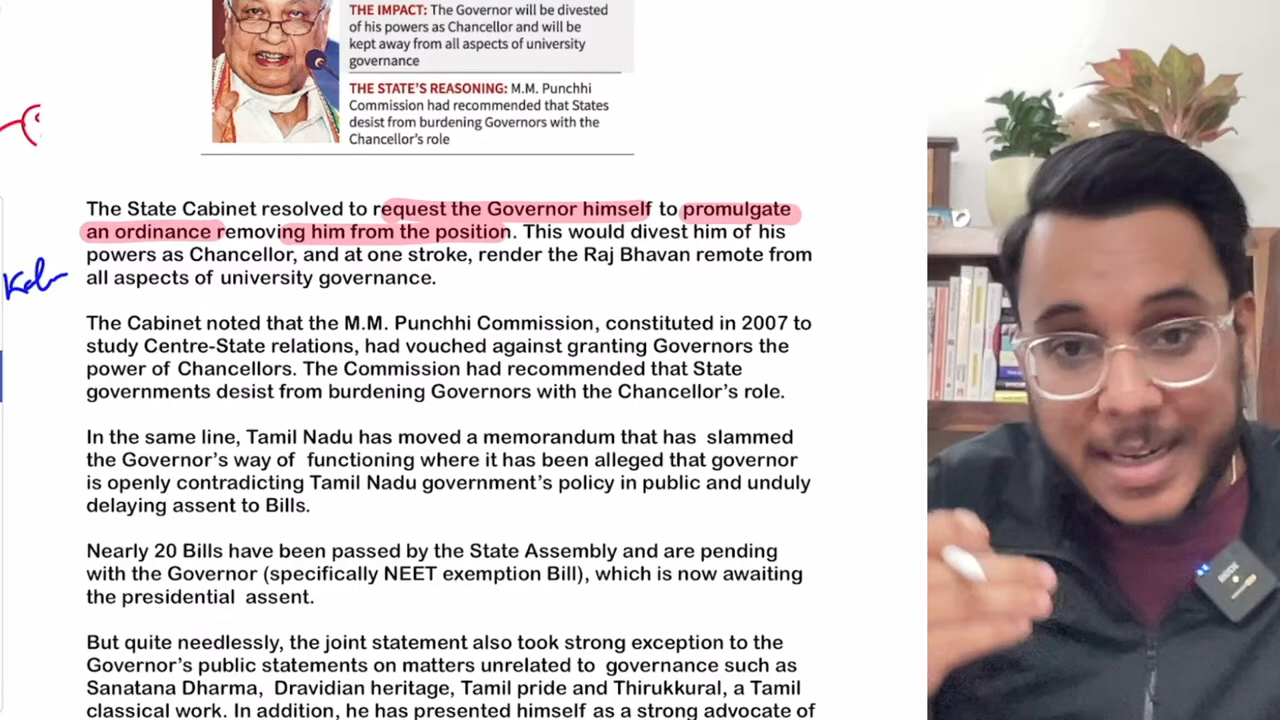 THE IMPACT: The Governor will be divested
of his powers as Chancellor and will be
kept away from all aspects of university
governance
THE STATE'S REASONING: M.M. Punchhi
Commission had recommended that States
desist from burdening Governors with the
Chancellor's role
The State Cabinet resolved to request the Governor himself to promulgate
an ordinance removing him from the position. This would divest him of his
powers as Chancellor, and at one stroke, render the Raj Bhavan remote from
all aspects of university governance.
The Cabinet noted that the M.M. Punchhi Commission, constituted in 2007 to
study Centre-State relations, had vouched against granting Governors the
power of Chancellors. The Commission had recommended that State
governments desist from burdening Governors with the Chancellor's role.
In the same line, Tamil Nadu has moved a memorandum that has slammed
the Governor's way of functioning where it has been alleged that governor
is openly contradicting Tamil Nadu government's policy in public and unduly
delaying assent to Bills.
Nearly 20 Bills have been passed by the State Assembly and are pending
with the Governor (specifically NEET exemption Bill), which is now awaiting
the presidential assent.
But quite needlessly, the joint statement also took strong exception to the
Governor's public statements on matters unrelated to governance such as
Sanatana Dharma, Dravidian heritage, Tamil pride and Thirukkural, a Tamil
classical work. In addition, he has presented himself as a strong advocate of